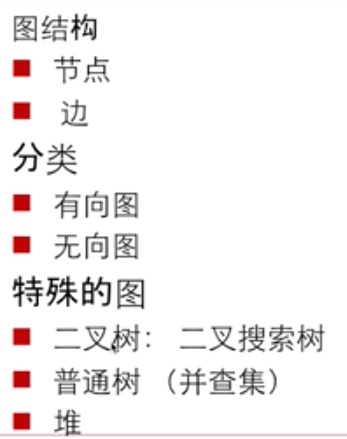 图结构
节点
边
分类
有向图
无向图
特殊的图
二叉树： 二叉搜索树
普通树 （并查集）
堆